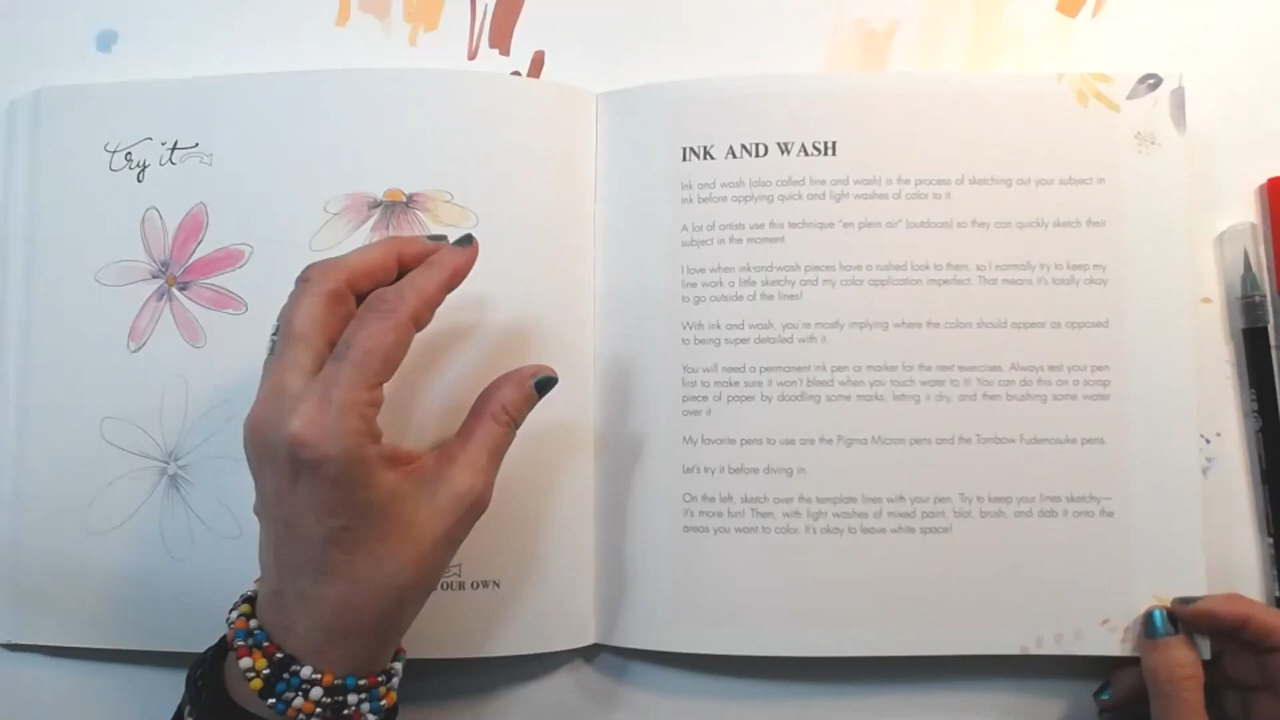 try it
YOUR OWN
INK AND WASH
Ink and wash (also called line and wash) is the process of sketching out your subject in
ink before applying quick and light washes of color to it.
A lot of artists use this technique "en plein air" (outdoors) so they can quickly sketch their
subject in the moment.
I love when ink-and-wash pieces have a rushed look to them, so I normally try to keep my
line work a little sketchy and my color application imperfect. That means it's totally okay
to go outside of the lines!
With ink and wash, you're mostly implying where the colors should appear as opposed
to being super detailed with it.
You will need a permanent ink pen or marker for the next exercises. Always test your pen
first to make sure it won't bleed when you touch water to it! You can do this on a scrap
piece of paper by doodling some marks, letting it dry, and then brushing some water
over it.
My favorite pens to use are the Pigma Micron pens and the Tombow Fudenosuke pens.
Let's try it before diving in.
On the left, sketch over the template lines with your pen. Try to keep your lines sketchy—
it's more fun! Then, with light washes of mixed paint, blot, brush, and dab it onto the
areas you want to color. It's okay to leave white space!